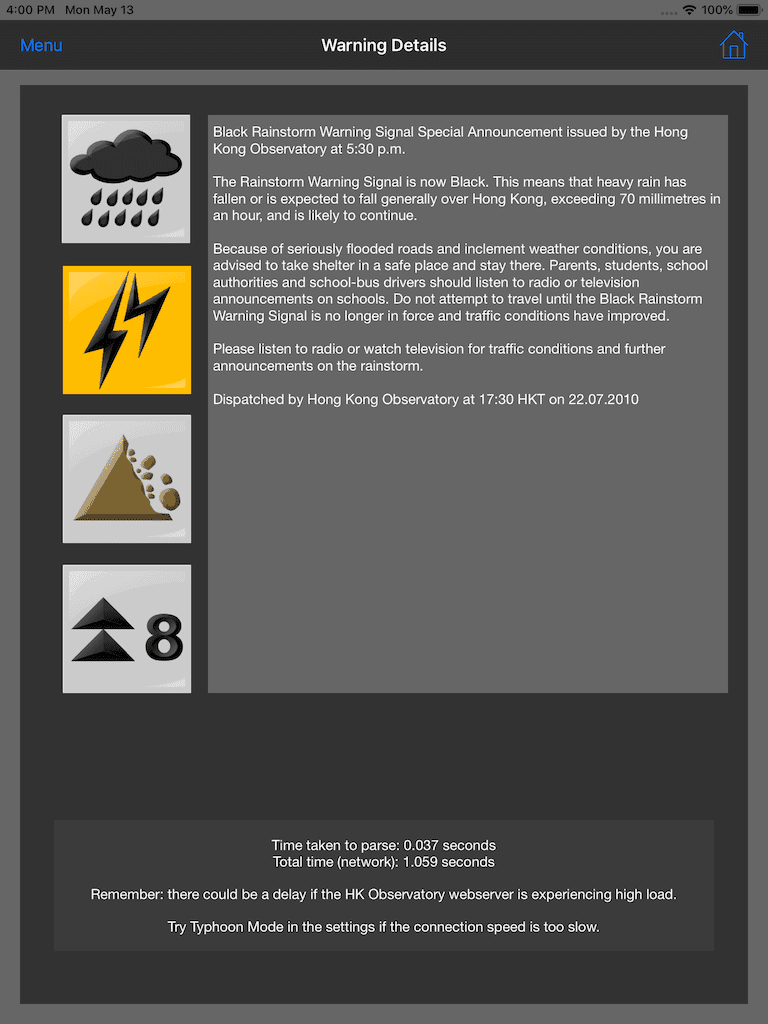 4:00 PM Mon May 13
100%
Menu
Warning Details
Black Rainstorm Warning Signal Special Announcement issued by the Hong
Kong Observatory at 5:30 p.m.
The Rainstorm Warning Signal is now Black. This means that heavy rain has
fallen or is expected to fall generally over Hong Kong, exceeding 70 millimetres in
an hour, and is likely to continue.
Because of seriously flooded roads and inclement weather conditions, you are
advised to take shelter in a safe place and stay there. Parents, students, school
authorities and school-bus drivers should listen to radio or television
announcements on schools. Do not attempt to travel until the Black Rainstorm
Warning Signal is no longer in force and traffic conditions have improved.
Please listen to radio or watch television for traffic conditions and further
announcements on the rainstorm.
Dispatched by Hong Kong Observatory at 17:30 HKT on 22.07.2010
8
Time taken to parse: 0.037 seconds
Total time (network): 1.059 seconds
Remember: there could be a delay if the HK Observatory webserver is experiencing high load.
Try Typhoon Mode in the settings if the connection speed is too slow.